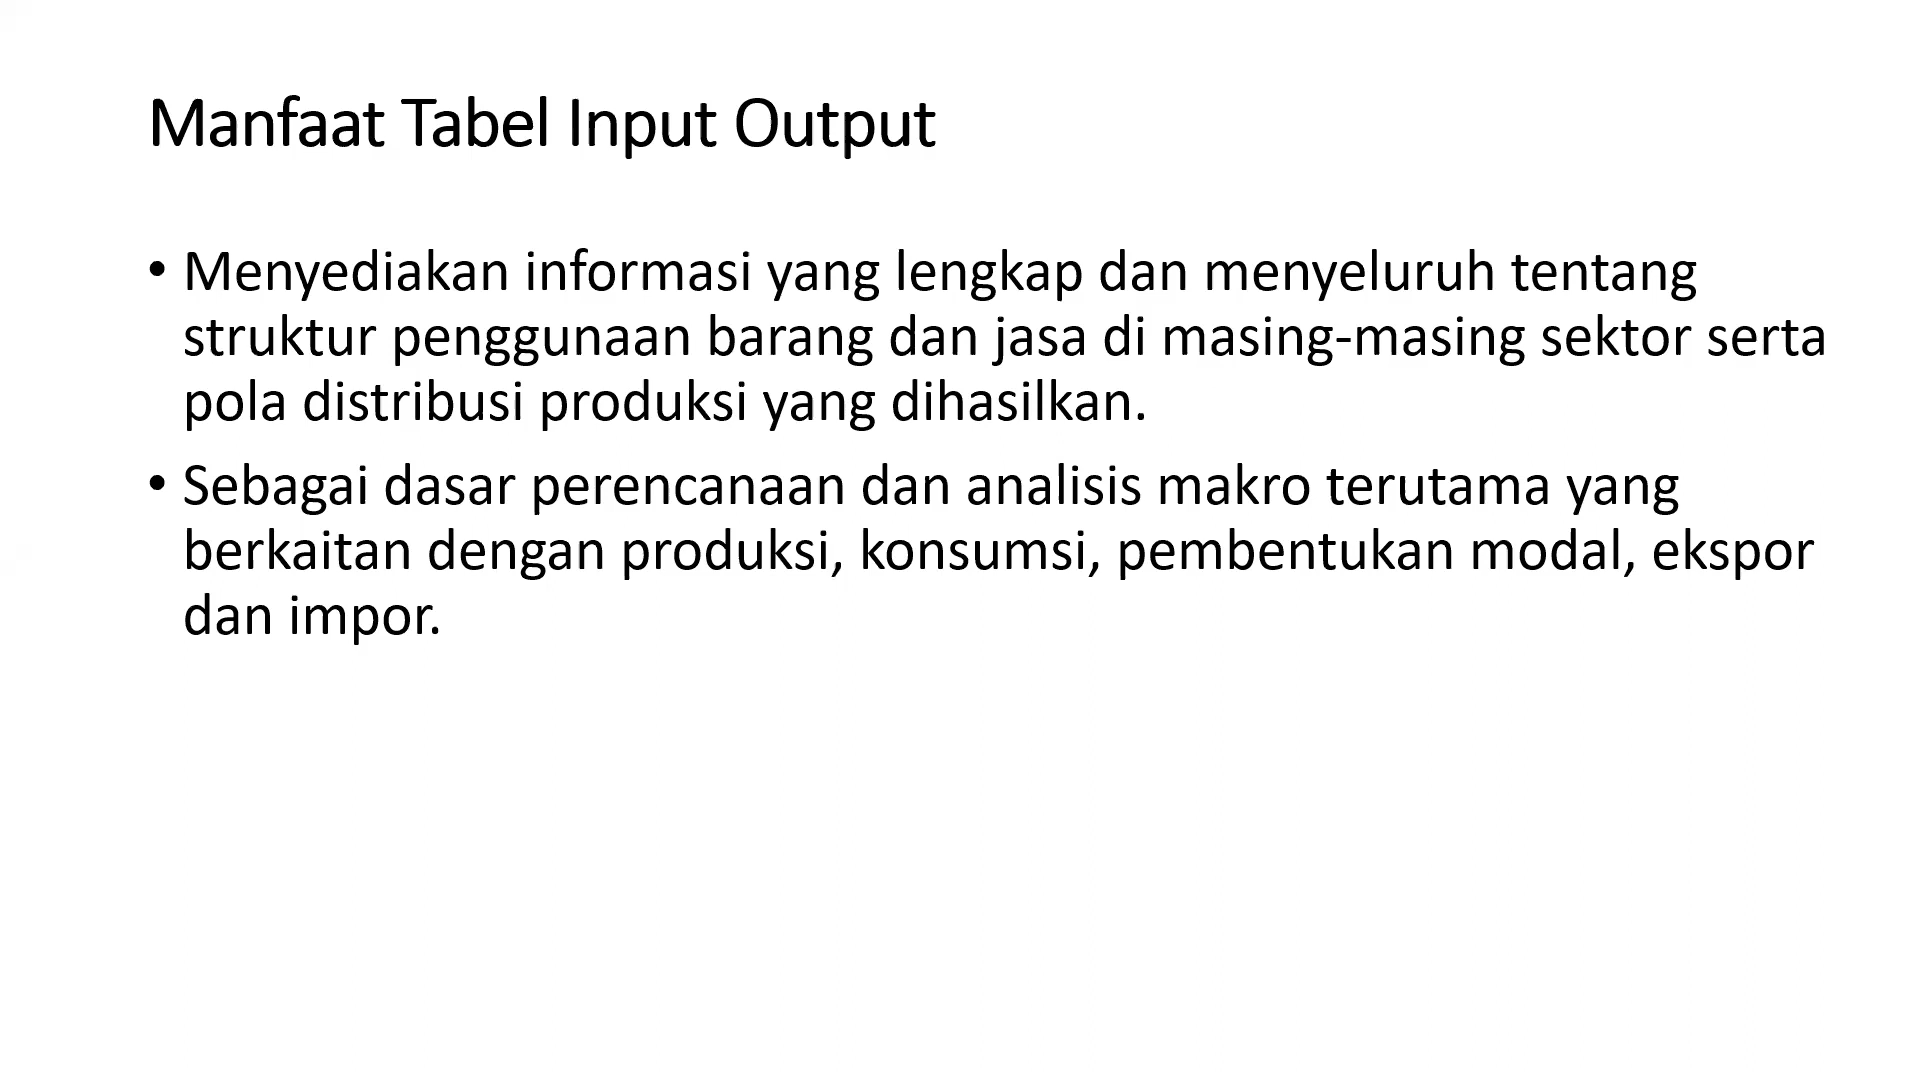 Manfaat Tabel Input Output
• Menyediakan informasi yang lengkap dan menyeluruh tentang
struktur penggunaan barang dan jasa di masing-masing sektor serta
pola distribusi produksi yang dihasilkan.
• Sebagai dasar perencanaan dan analisis makro terutama yang
berkaitan dengan produksi, konsumsi, pembentukan modal, ekspor
dan impor.